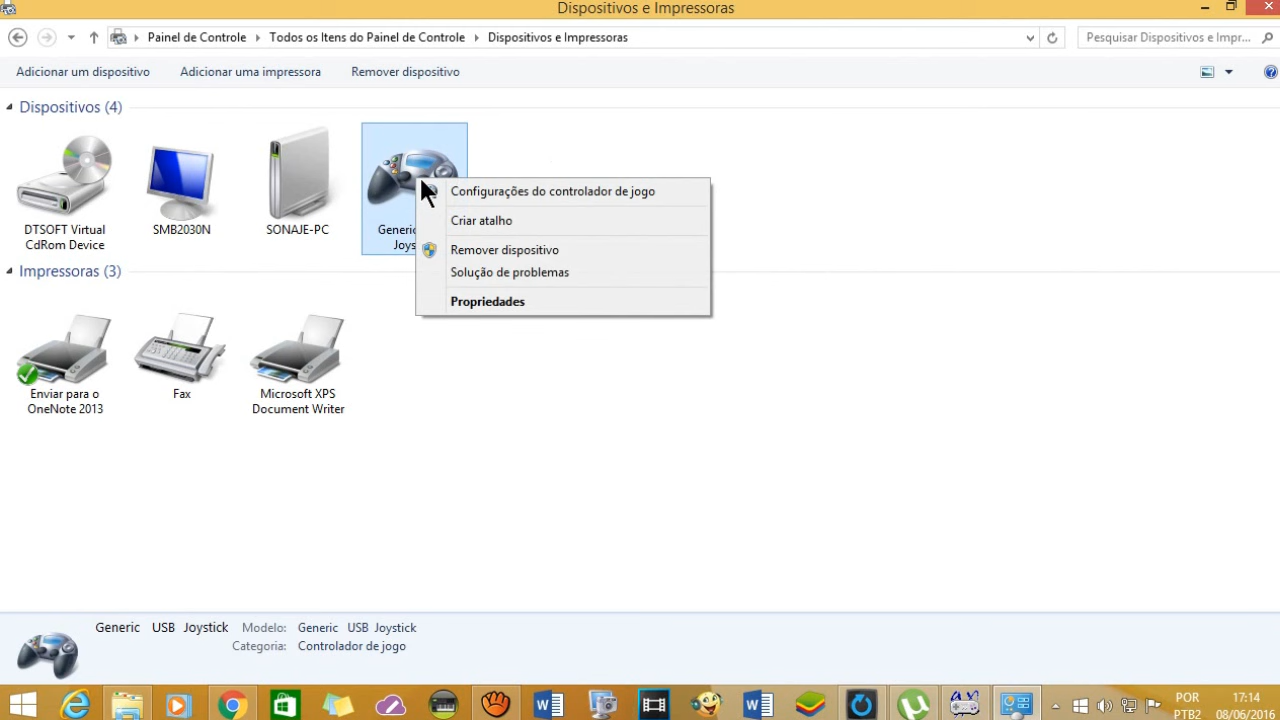 Dispositivos e Impressoras
Painel de Controle
Todos os Itens do Painel de Controle
Dispositivos e Impressoras
Pesquisar Dispositivos e Impr...
Adicionar um dispositivo
Adicionar uma impressora
Remover dispositivo
Dispositivos (4)
DTSOFT Virtual
CdRom Device
SMB2030N
SONAJE-PC
Generic
Joys
Configurações do controlador de jogo
Criar atalho
Remover dispositivo
Solução de problemas
Propriedades
Impressoras (3)
Enviar para o
OneNote 2013
Fax
Microsoft XPS
Document Writer
Generic USB Joystick
Modelo: Generic USB Joystick
Categoria: Controlador de jogo
POR
PTB2
17:14
08/06/2016